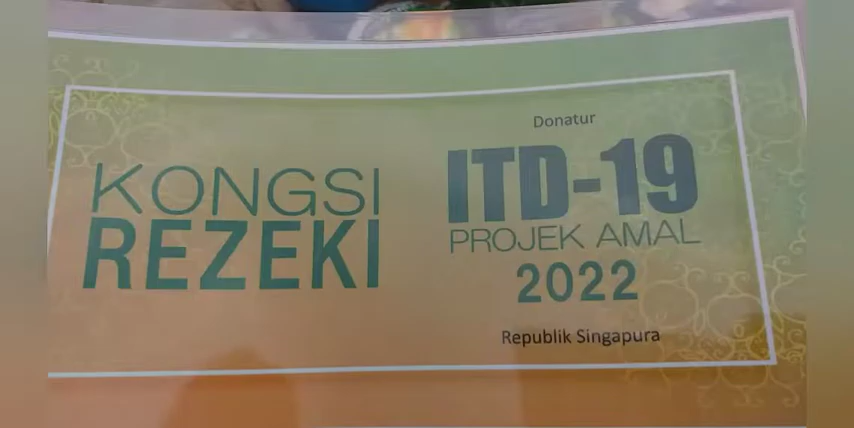 KONGSI
REZEKI
Donatur
ITD-19
PROJEK AMAL
2022
Republik Singapura